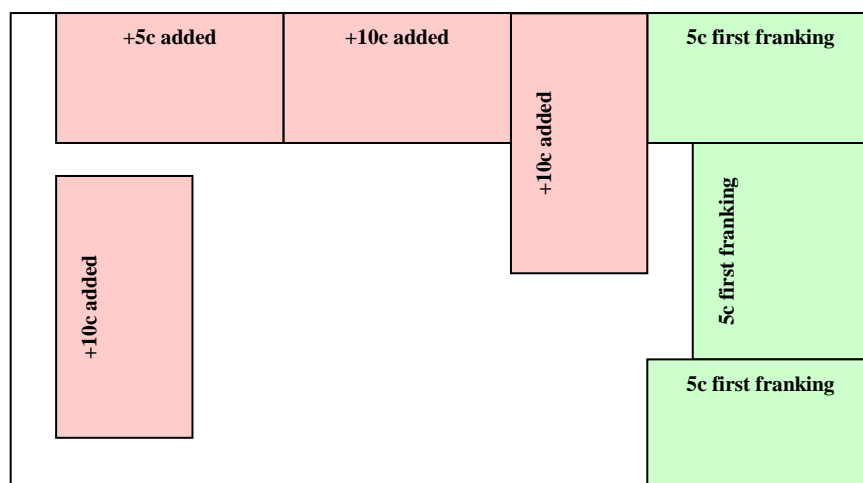 +5c added
+10c added
+10c added
5c first franking
5c first franking
+10c added
5c first franking